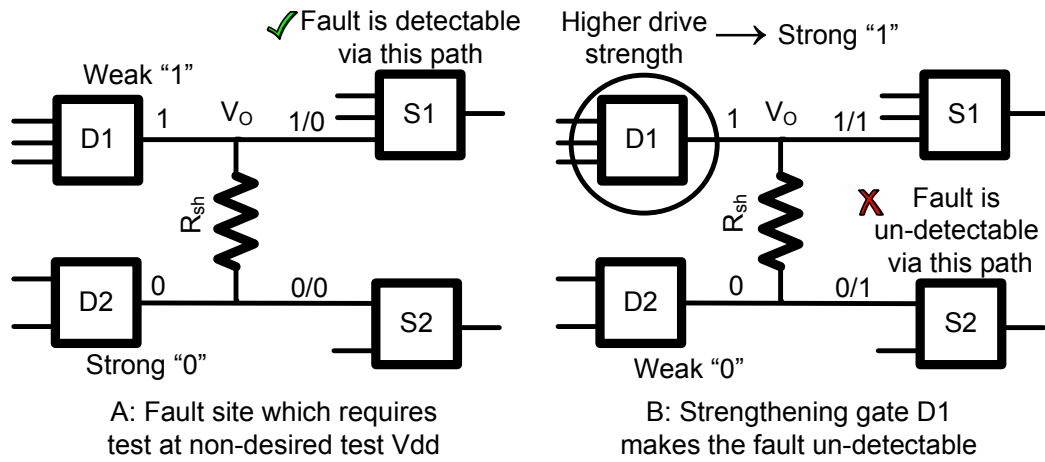 Fault is detectable
via this path
Weak “1”
D1
1
VO
1/0
S1
Rsh
D2
0
0/0
S2
Strong “0”
A: Fault site which requires
test at non-desired test Vdd
Higher drive
strength
Strong “1”
D1
1
VO
1/1
S1
Rsh
X Fault is
un-detectable
via this path
D2
0
0/1
S2
Weak “0”
B: Strengthening gate D1
makes the fault un-detectable